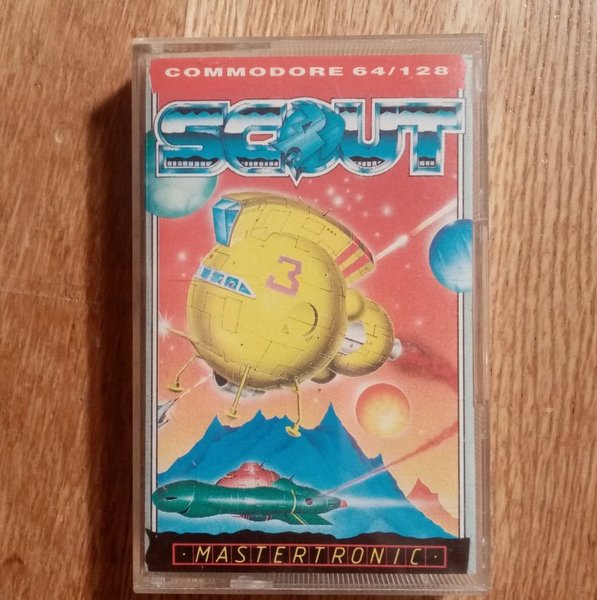 COMMODORE 64/128
SCOUT
3
· MASTERTRONIC ·